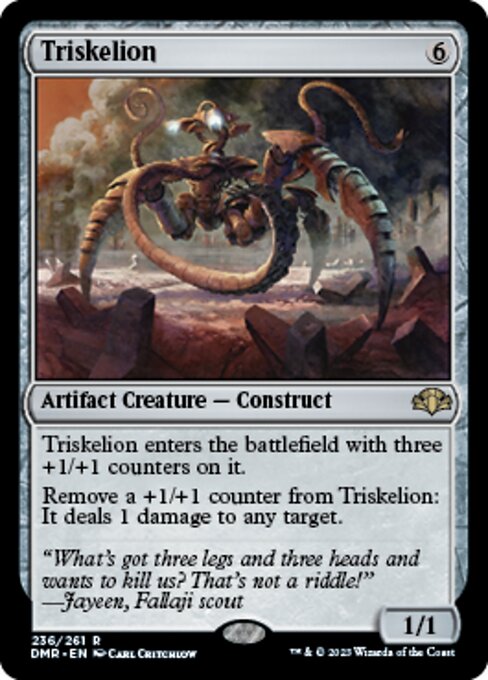 Triskelion 6
Artifact Creature — Construct
Triskelion enters the battlefield with three
+1/+1 counters on it.
Remove a +1/+1 counter from Triskelion:
It deals 1 damage to any target.
“What’s got three legs and three heads and
wants to kill us? That’s not a riddle!”
—Jayeen, Fallaji scout
1/1
236/261 R
DMR • EN Carl Critchlow
™ & © 2023 Wizards of the Coast